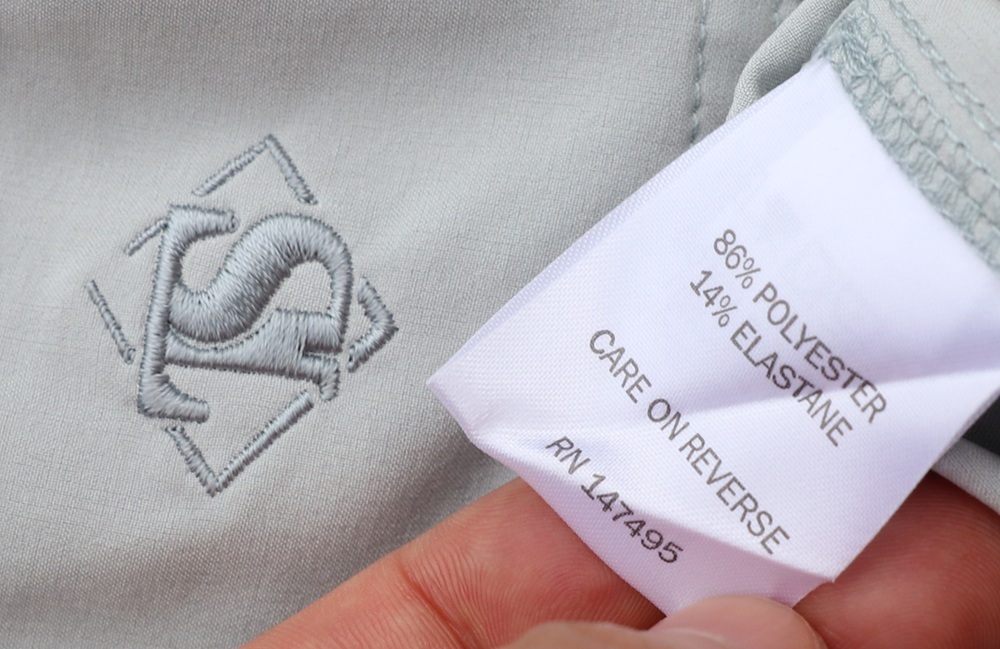 86% POLYESTER
14% ELASTANE
CARE ON REVERSE
RN 147495